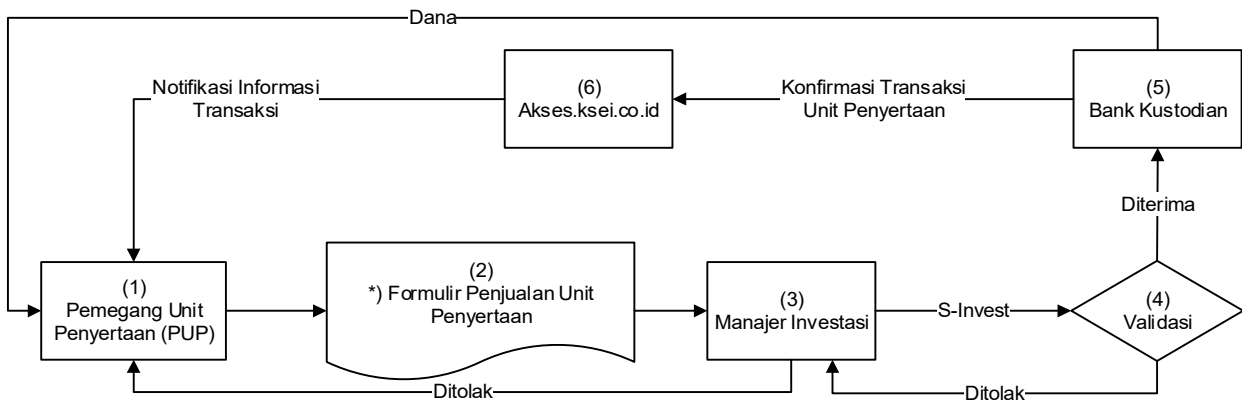 Dana
Notifikasi Informasi
Transaksi
(6)
Akses.ksei.co.id
Konfirmasi Transaksi
Unit Penyertaan
(5)
Bank Kustodian
Diterima
(1)
Pemegang Unit
Penyertaan (PUP)
(2)
*) Formulir Penjualan Unit
Penyertaan
(3)
Manajer Investasi
S-Invest
(4)
Validasi
Ditolak
Ditolak